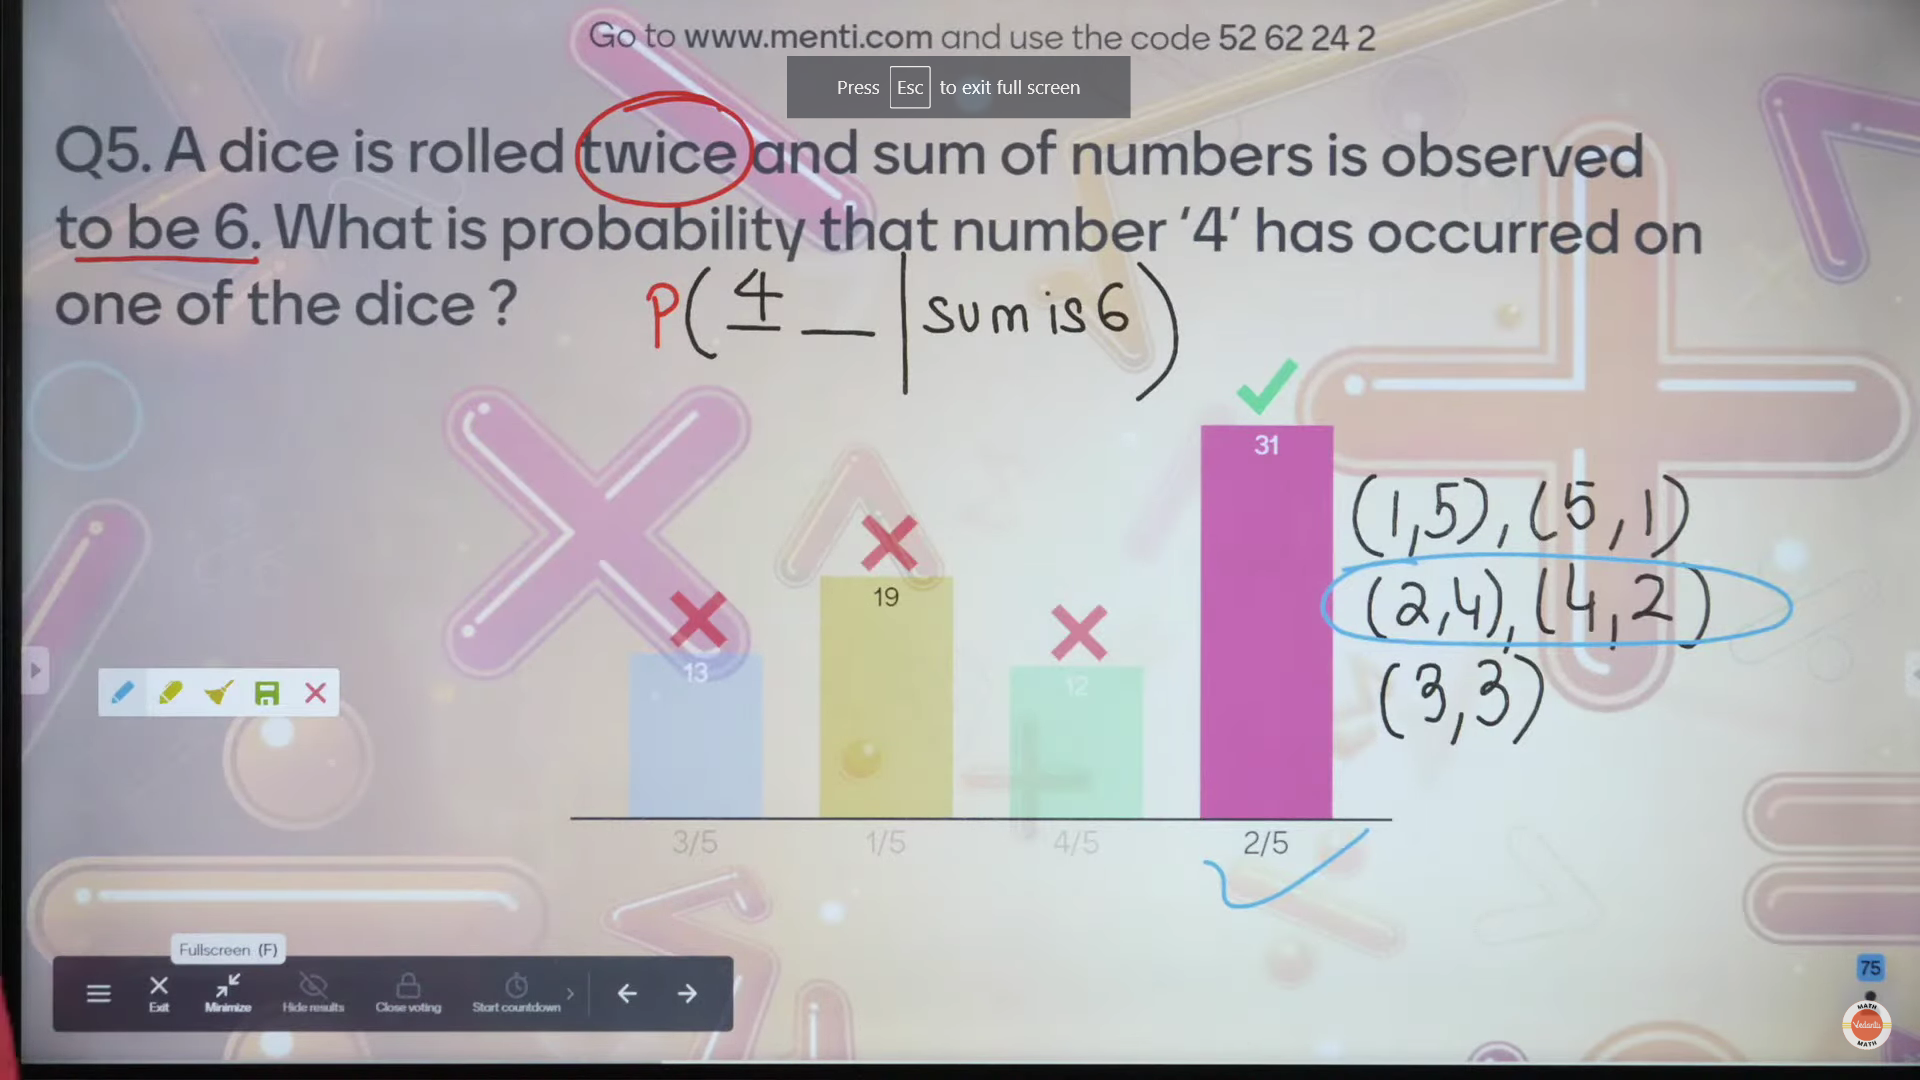 Go to www.menti.com and use the code 52 62 24 2
Press Esc to exit full screen
Q5. A dice is rolled twice and sum of numbers is observed
to be 6. What is probability that number ‘4’ has occurred on
one of the dice ?
P( 4 __ | sum is 6 )
31
19
13
12
(1,5), (5,1)
(2,4), (4,2)
(3,3)
3/5 1/5 4/5 2/5
Fullscreen (F)
Exit Minimize Hide results Close voting Start countdown
75
MATH
Vedantu
MATH